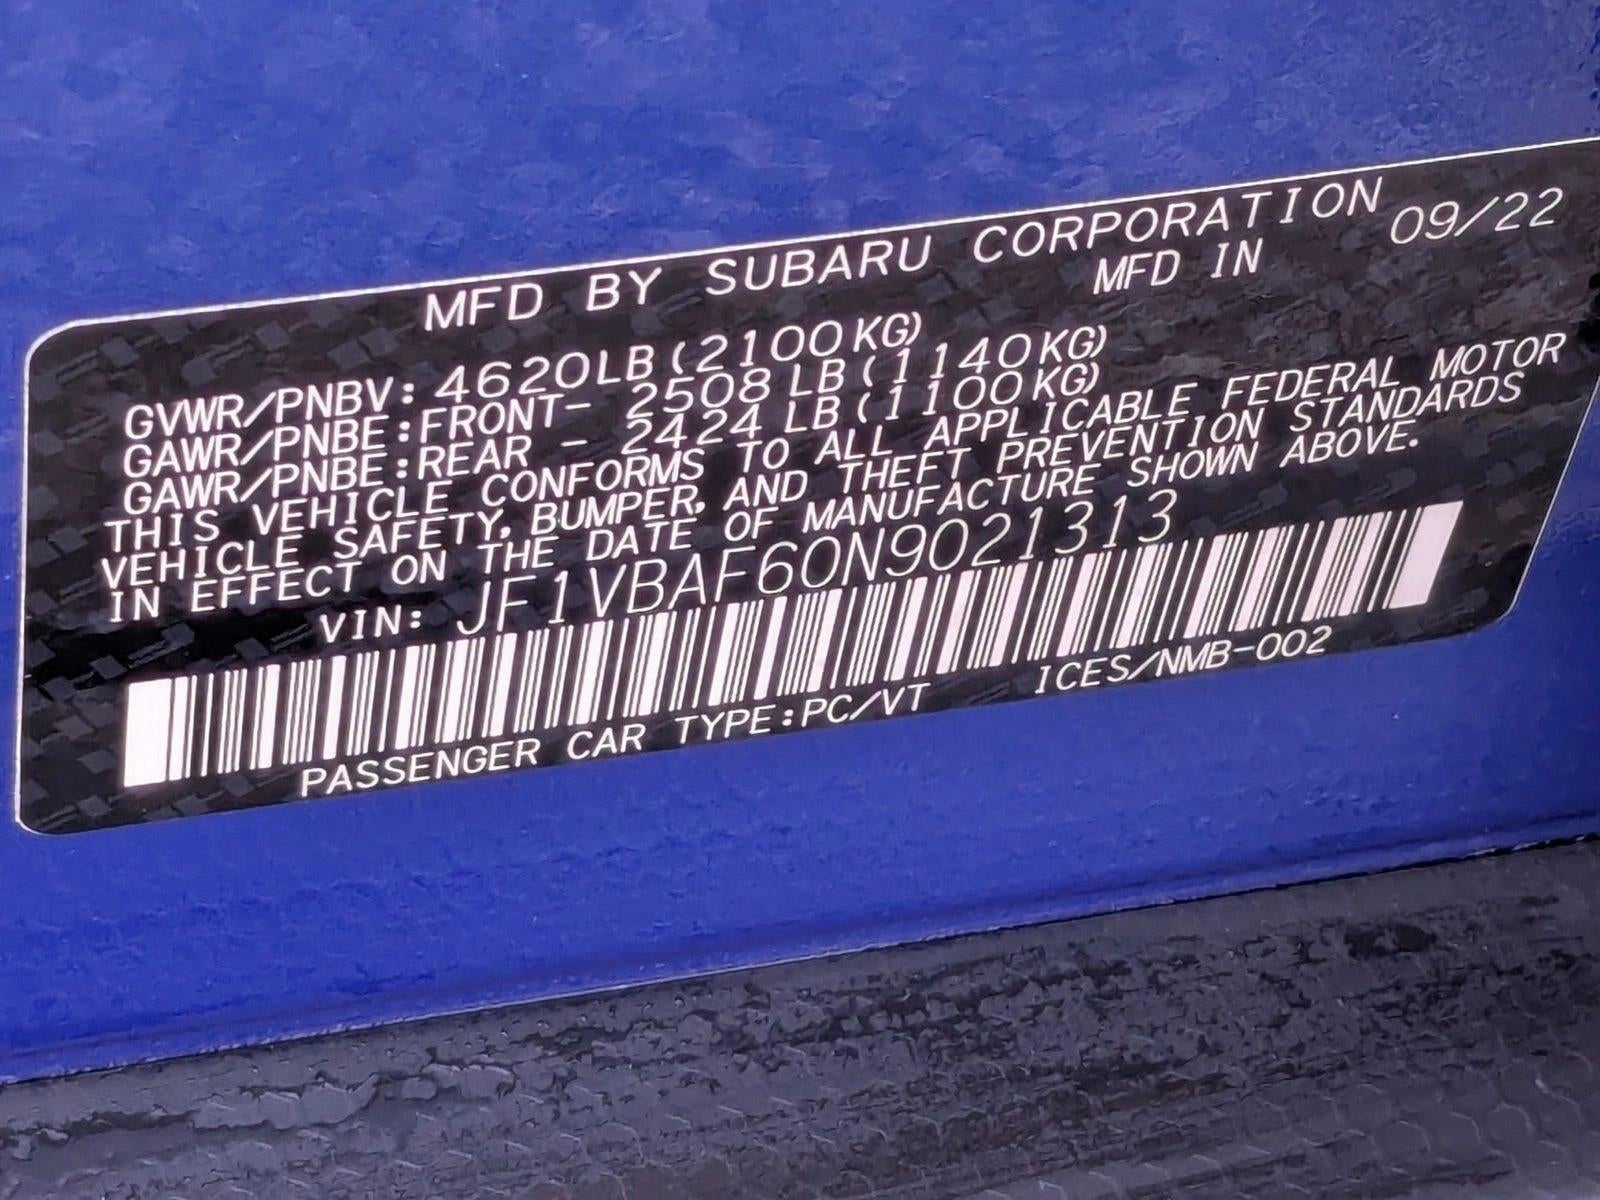 MFD BY SUBARU CORPORATION
MFD IN 09/22
GVWR/PNBV: 4620LB(2100KG)
GAWR/PNBE:FRONT- 2508 LB(1140KG)
GAWR/PNBE:REAR - 2424 LB(1100KG)
THIS VEHICLE CONFORMS TO ALL APPLICABLE FEDERAL MOTOR
VEHICLE SAFETY, BUMPER, AND THEFT PREVENTION STANDARDS
IN EFFECT ON THE DATE OF MANUFACTURE SHOWN ABOVE.
VIN: JF1VBAF60N9021313
PASSENGER CAR TYPE:PC/VT ICES/NMB-002